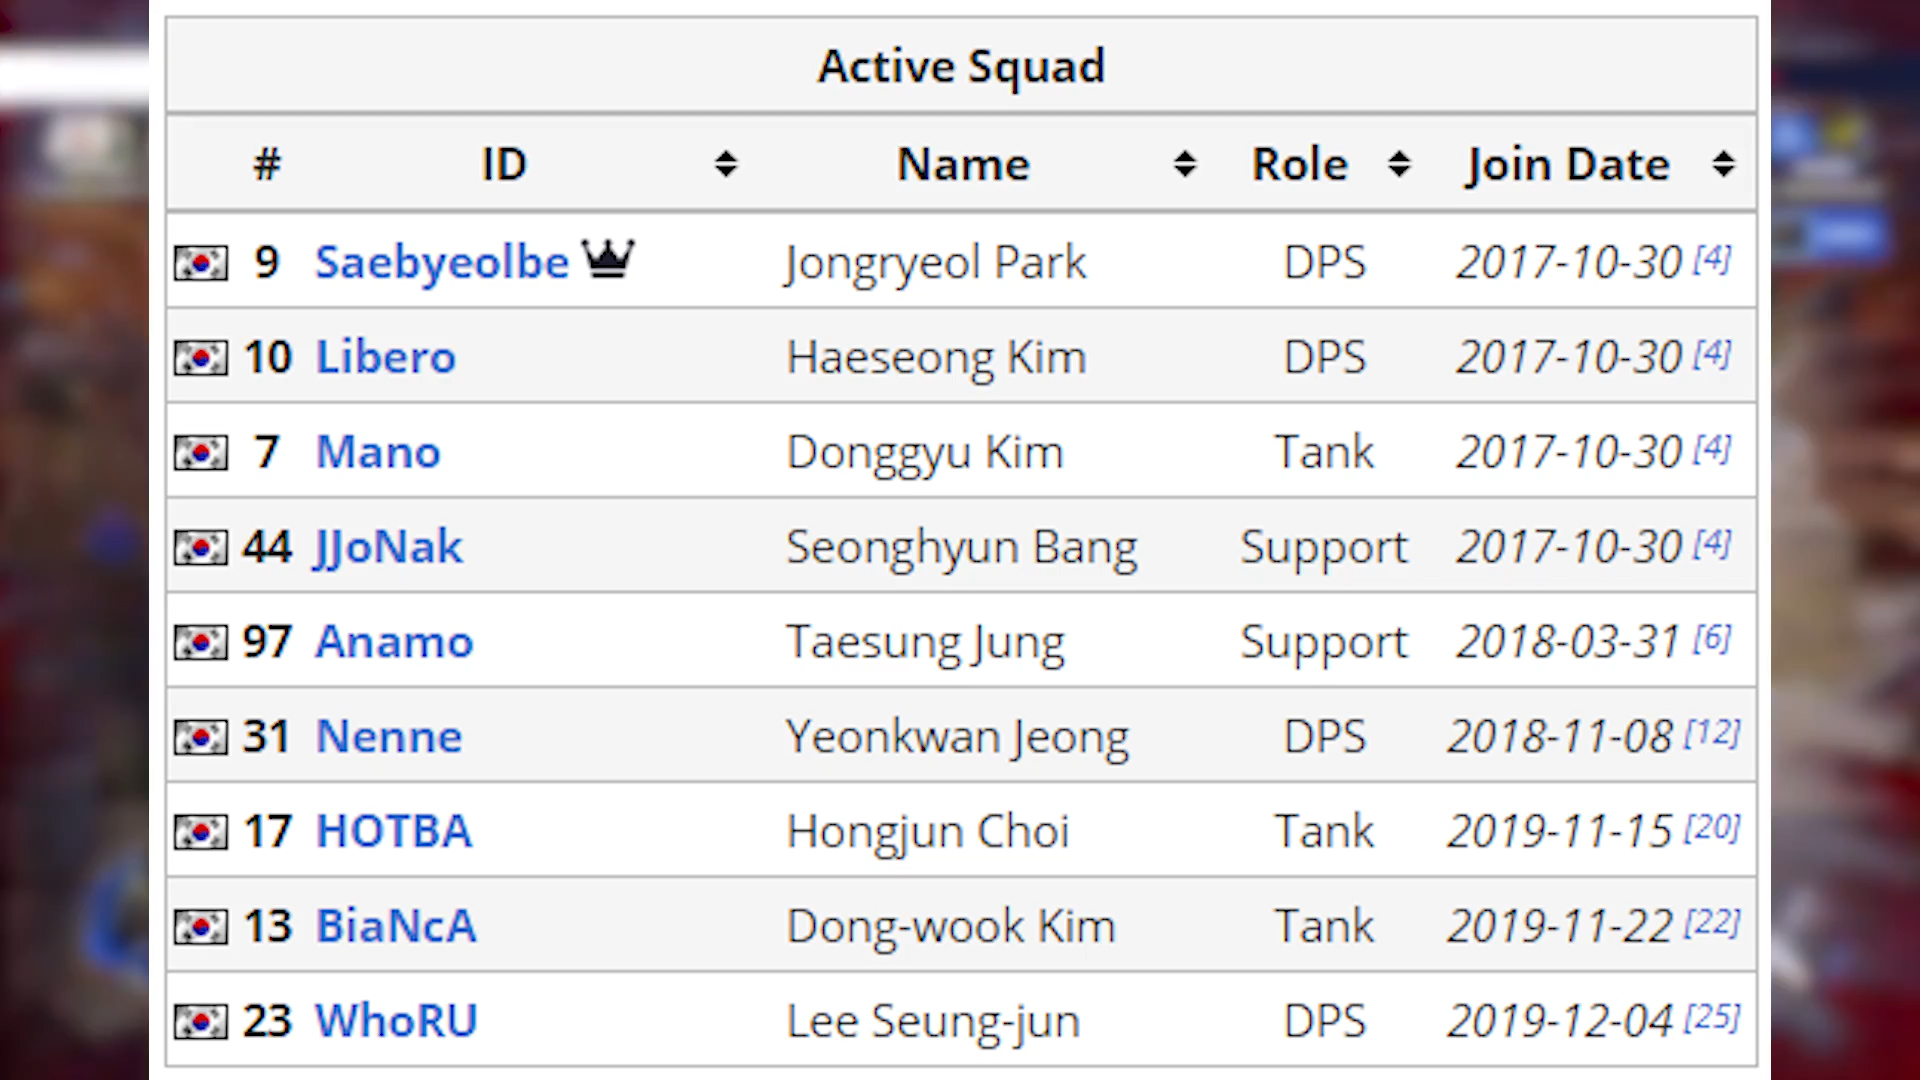 Active Squad
# ID Name Role Join Date
9 Saebyeolbe Jongryeol Park DPS 2017-10-30 [4]
10 Libero Haeseong Kim DPS 2017-10-30 [4]
7 Mano Donggyu Kim Tank 2017-10-30 [4]
44 JJoNak Seonghyun Bang Support 2017-10-30 [4]
97 Anamo Taesung Jung Support 2018-03-31 [6]
31 Nenne Yeonkwan Jeong DPS 2018-11-08 [12]
17 HOTBA Hongjun Choi Tank 2019-11-15 [20]
13 BiaNcA Dong-wook Kim Tank 2019-11-22 [22]
23 WhoRU Lee Seung-jun DPS 2019-12-04 [25]